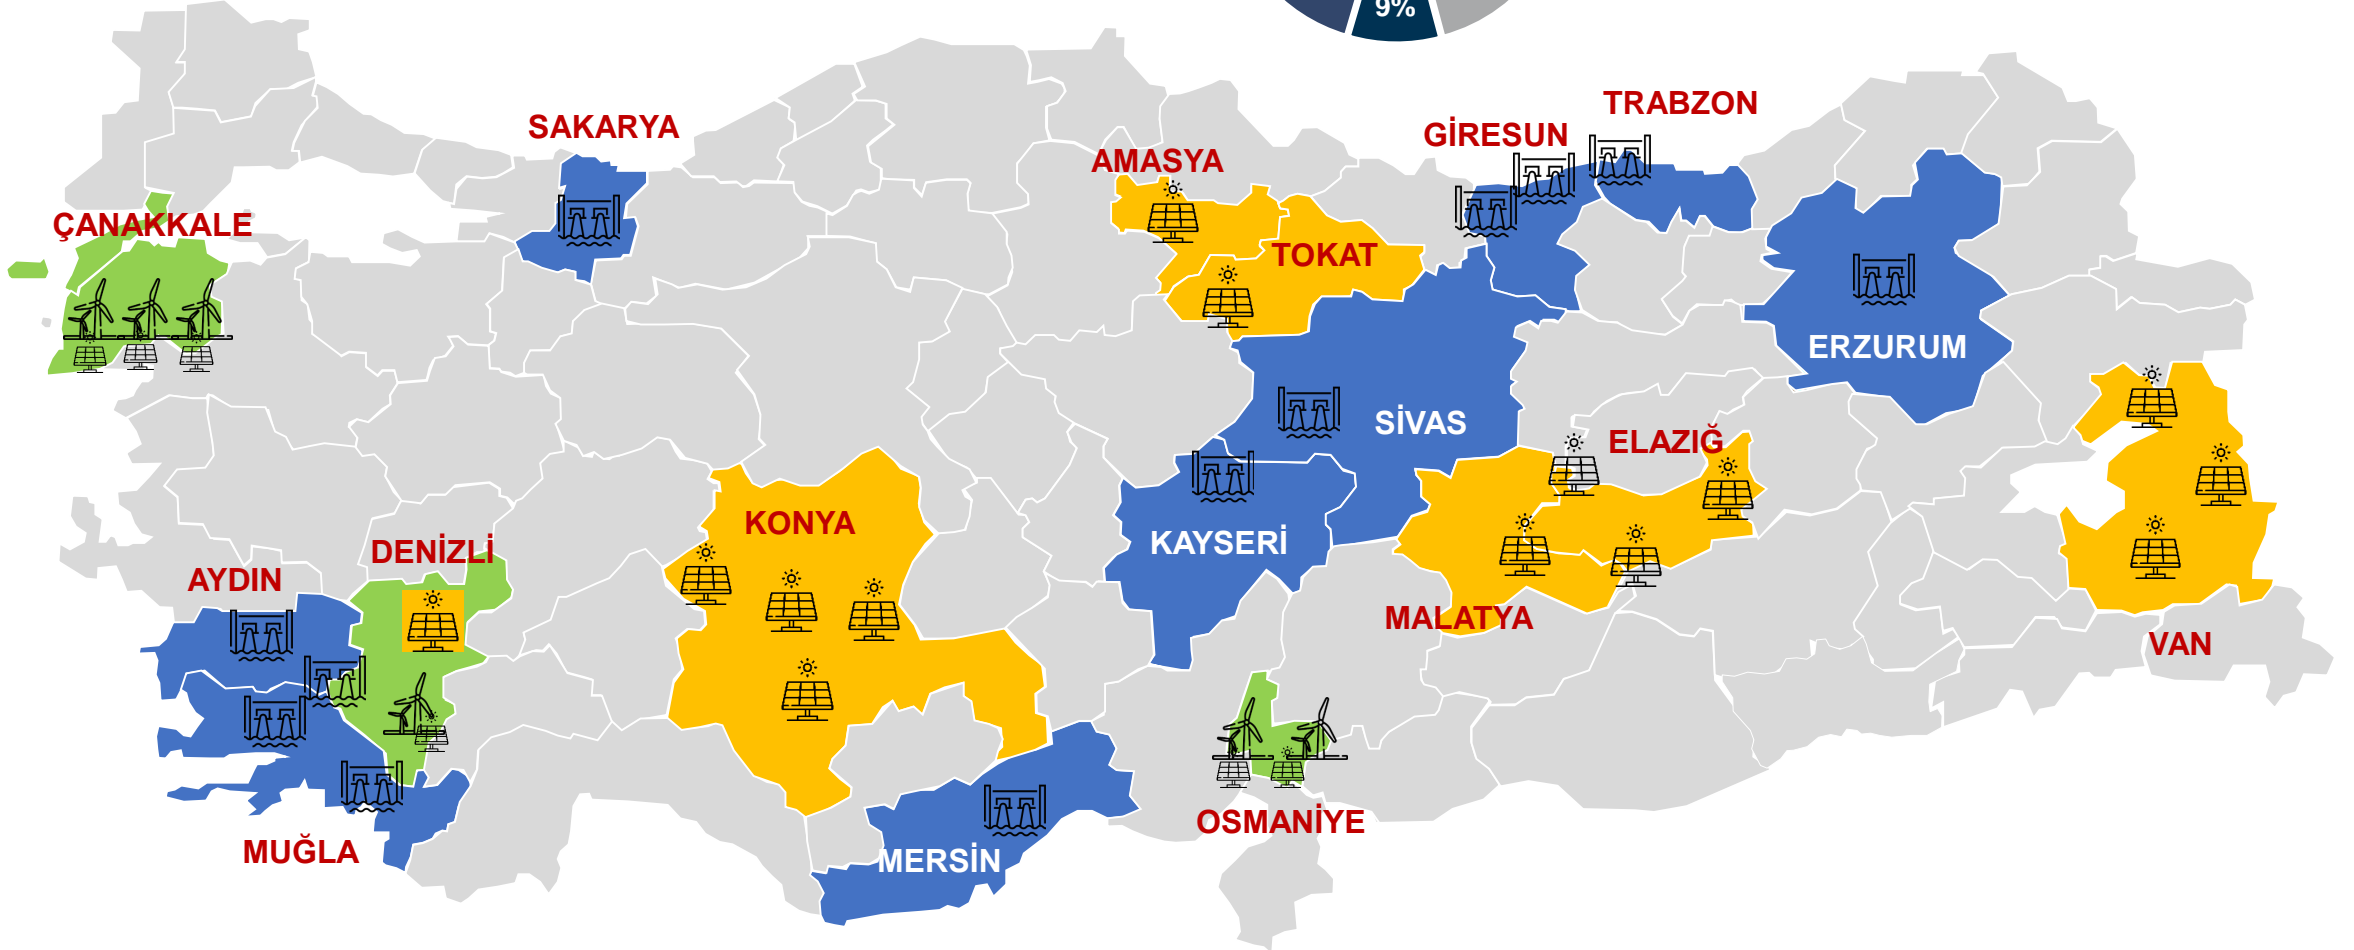 9%
TRABZON
SAKARYA
GİRESUN
AMASYA
ÇANAKKALE
TOKAT
ERZURUM
SİVAS
ELAZIĞ
KONYA
KAYSERİ
DENİZLİ
AYDIN
MALATYA
VAN
OSMANİYE
MUĞLA
MERSİN